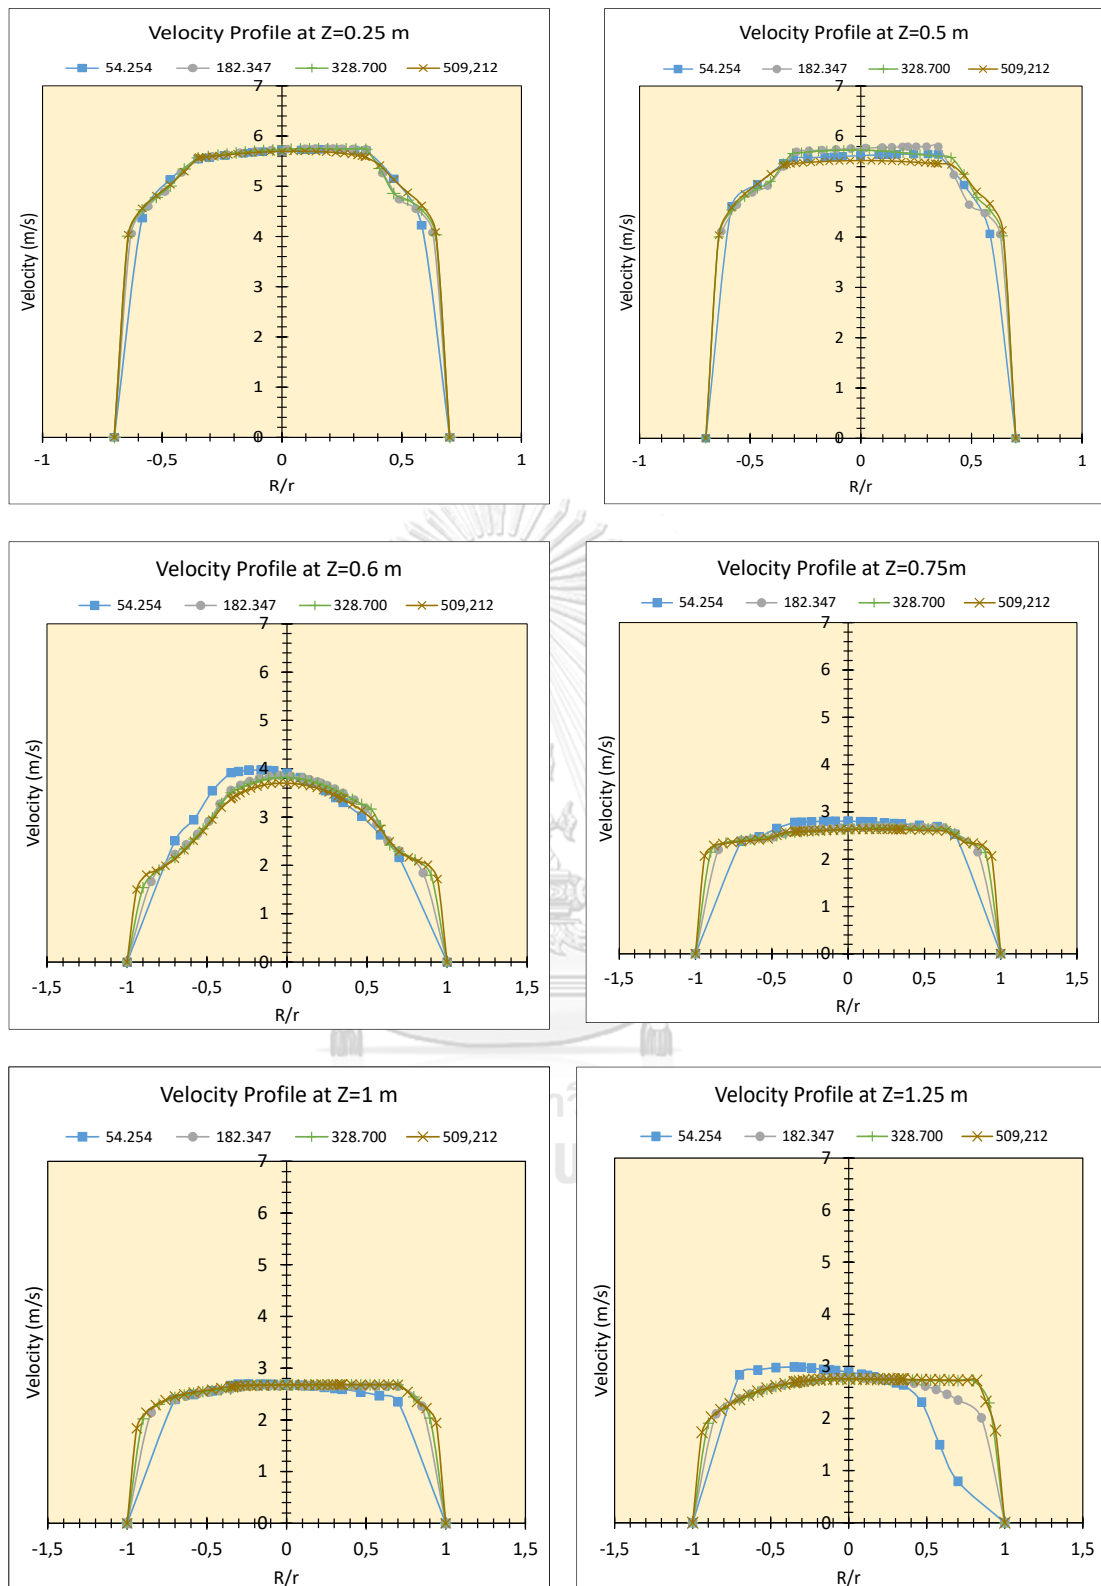 Velocity Profile at Z=0.25 m
54.254 182.347 328.700 509,212
7
6
5
4
3
2
1
0
-1 -0,5 0 0,5 1
Velocity (m/s)
R/r
Velocity Profile at Z=0.5 m
54.254 182.347 328.700 509,212
7
6
5
4
3
2
1
0
-1 -0,5 0 0,5 1
Velocity (m/s)
R/r
Velocity Profile at Z=0.6 m
54.254 182.347 328.700 509,212
7
6
5
4
3
2
1
0
-1,5 -1 -0,5 0 0,5 1 1,5
Velocity (m/s)
R/r
Velocity Profile at Z=0.75m
54.254 182.347 328.700 509,212
7
6
5
4
3
2
1
0
-1,5 -1 -0,5 0 0,5 1 1,5
Velocity (m/s)
R/r
Velocity Profile at Z=1 m
54.254 182.347 328.700 509,212
7
6
5
4
3
2
1
0
-1,5 -1 -0,5 0 0,5 1 1,5
Velocity (m/s)
R/r
Velocity Profile at Z=1.25 m
54.254 182.347 328.700 509,212
7
6
5
4
3
2
1
0
-1,5 -1 -0,5 0 0,5 1 1,5
Velocity (m/s)
R/r